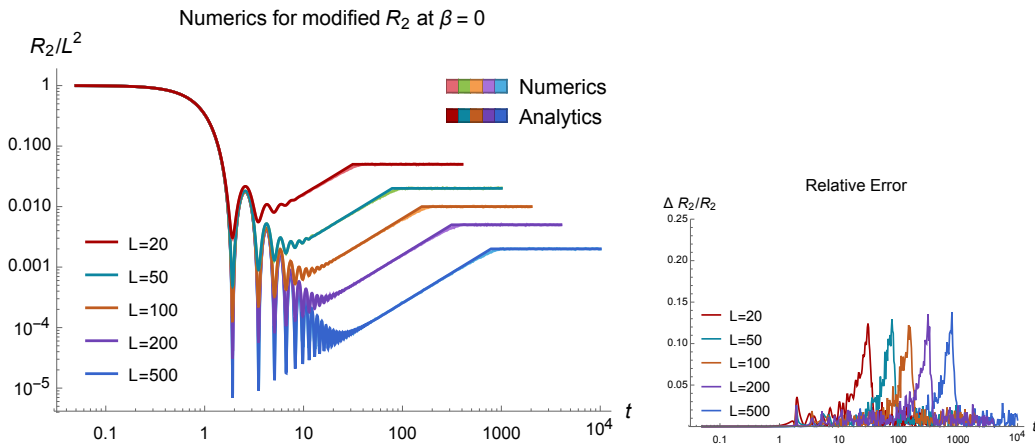 Numerics for modified R₂ at β = 0
R₂/L²
Numerics
Analytics
1
0.100
0.010
0.001
10⁻⁴
10⁻⁵
L=20
L=50
L=100
L=200
L=500
0.1 1 10 100 1000 10⁴ t
Relative Error
Δ R₂/R₂
0.25
0.20
0.15
0.10
0.05
L=20
L=50
L=100
L=200
L=500
0.1 1 10 100 1000 10⁴ t